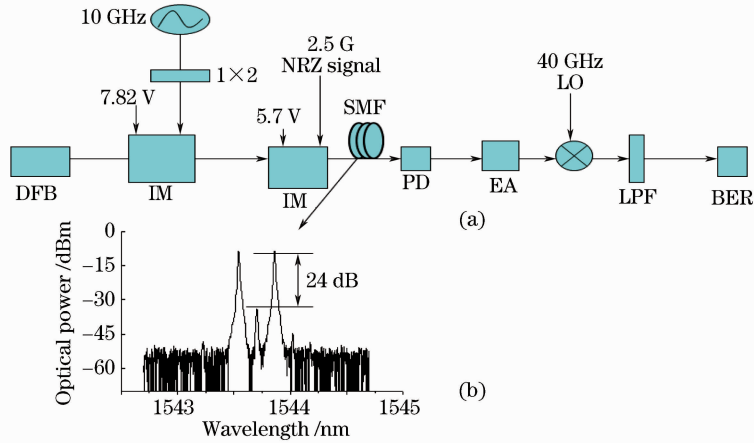 10 GHz
1×2
7.82 V
2.5 G
NRZ signal
5.7 V
SMF
40 GHz
LO
DFB
IM
IM
PD
EA
LPF
BER
(a)
0
−15
−30
−45
−60
24 dB
Optical power /dBm
1543
1544
1545
Wavelength /nm
(b)